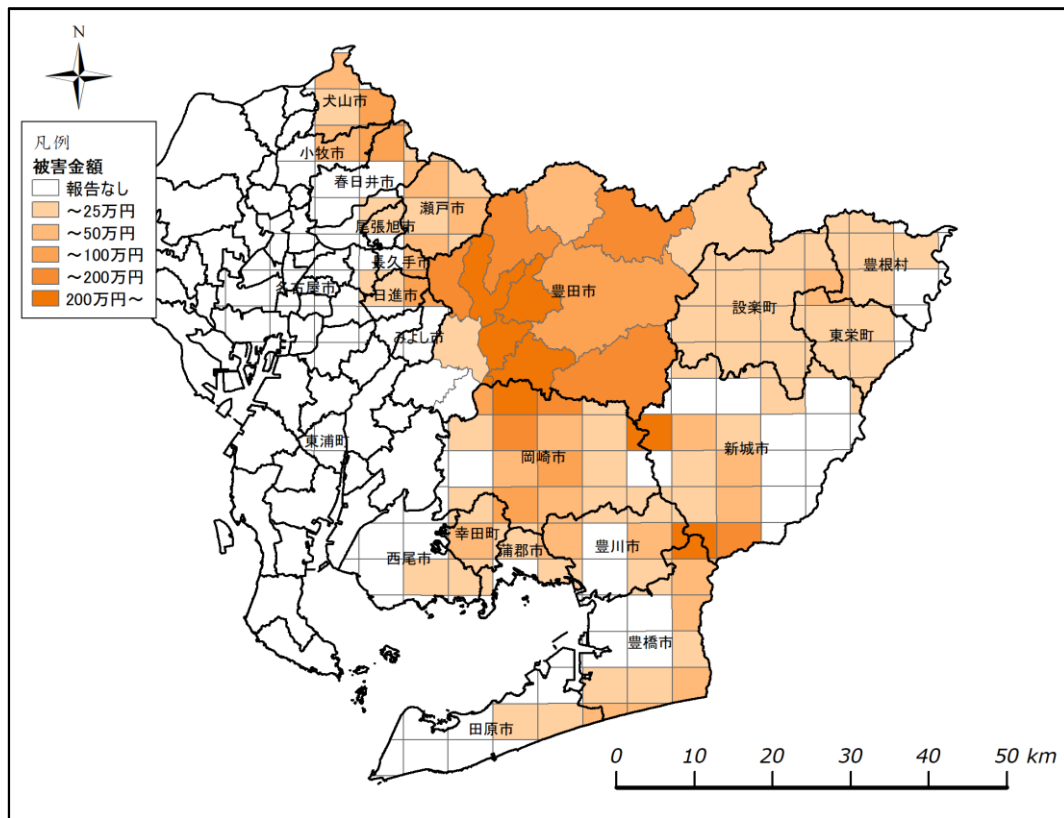 N
凡例
被害金額
報告なし
～25万円
～50万円
～100万円
～200万円
200万円～
犬山市
小牧市
春日井市
瀬戸市
尾張旭市
長久手市
名古屋市
日進市
みよし市
豊田市
豊根村
設楽町
東栄町
東浦町
岡崎市
新城市
幸田町
蒲郡市
豊川市
西尾市
豊橋市
田原市
0 10 20 30 40 50 km